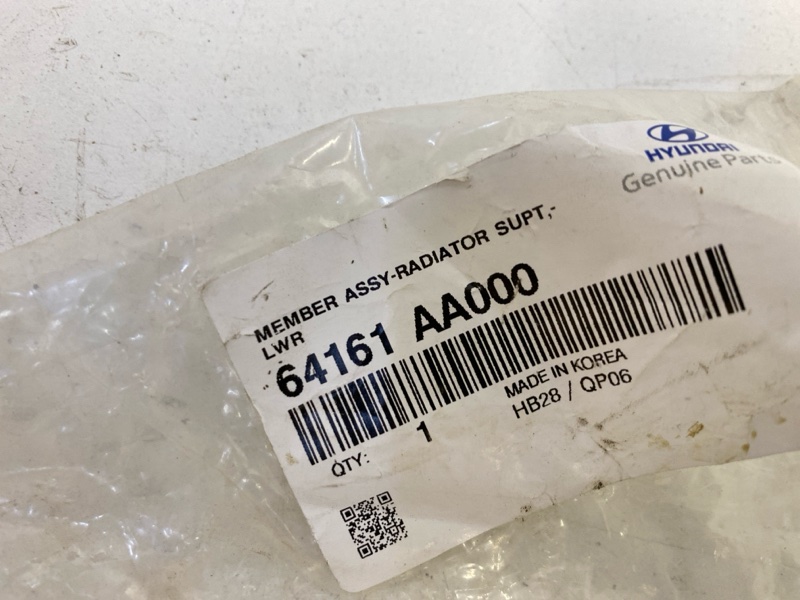 HYUNDAI
Genuine Parts
MEMBER ASSY-RADIATOR SUPT,-
LWR
64161 AA000
MADE IN KOREA
HB28 / QP06
QTY: 1